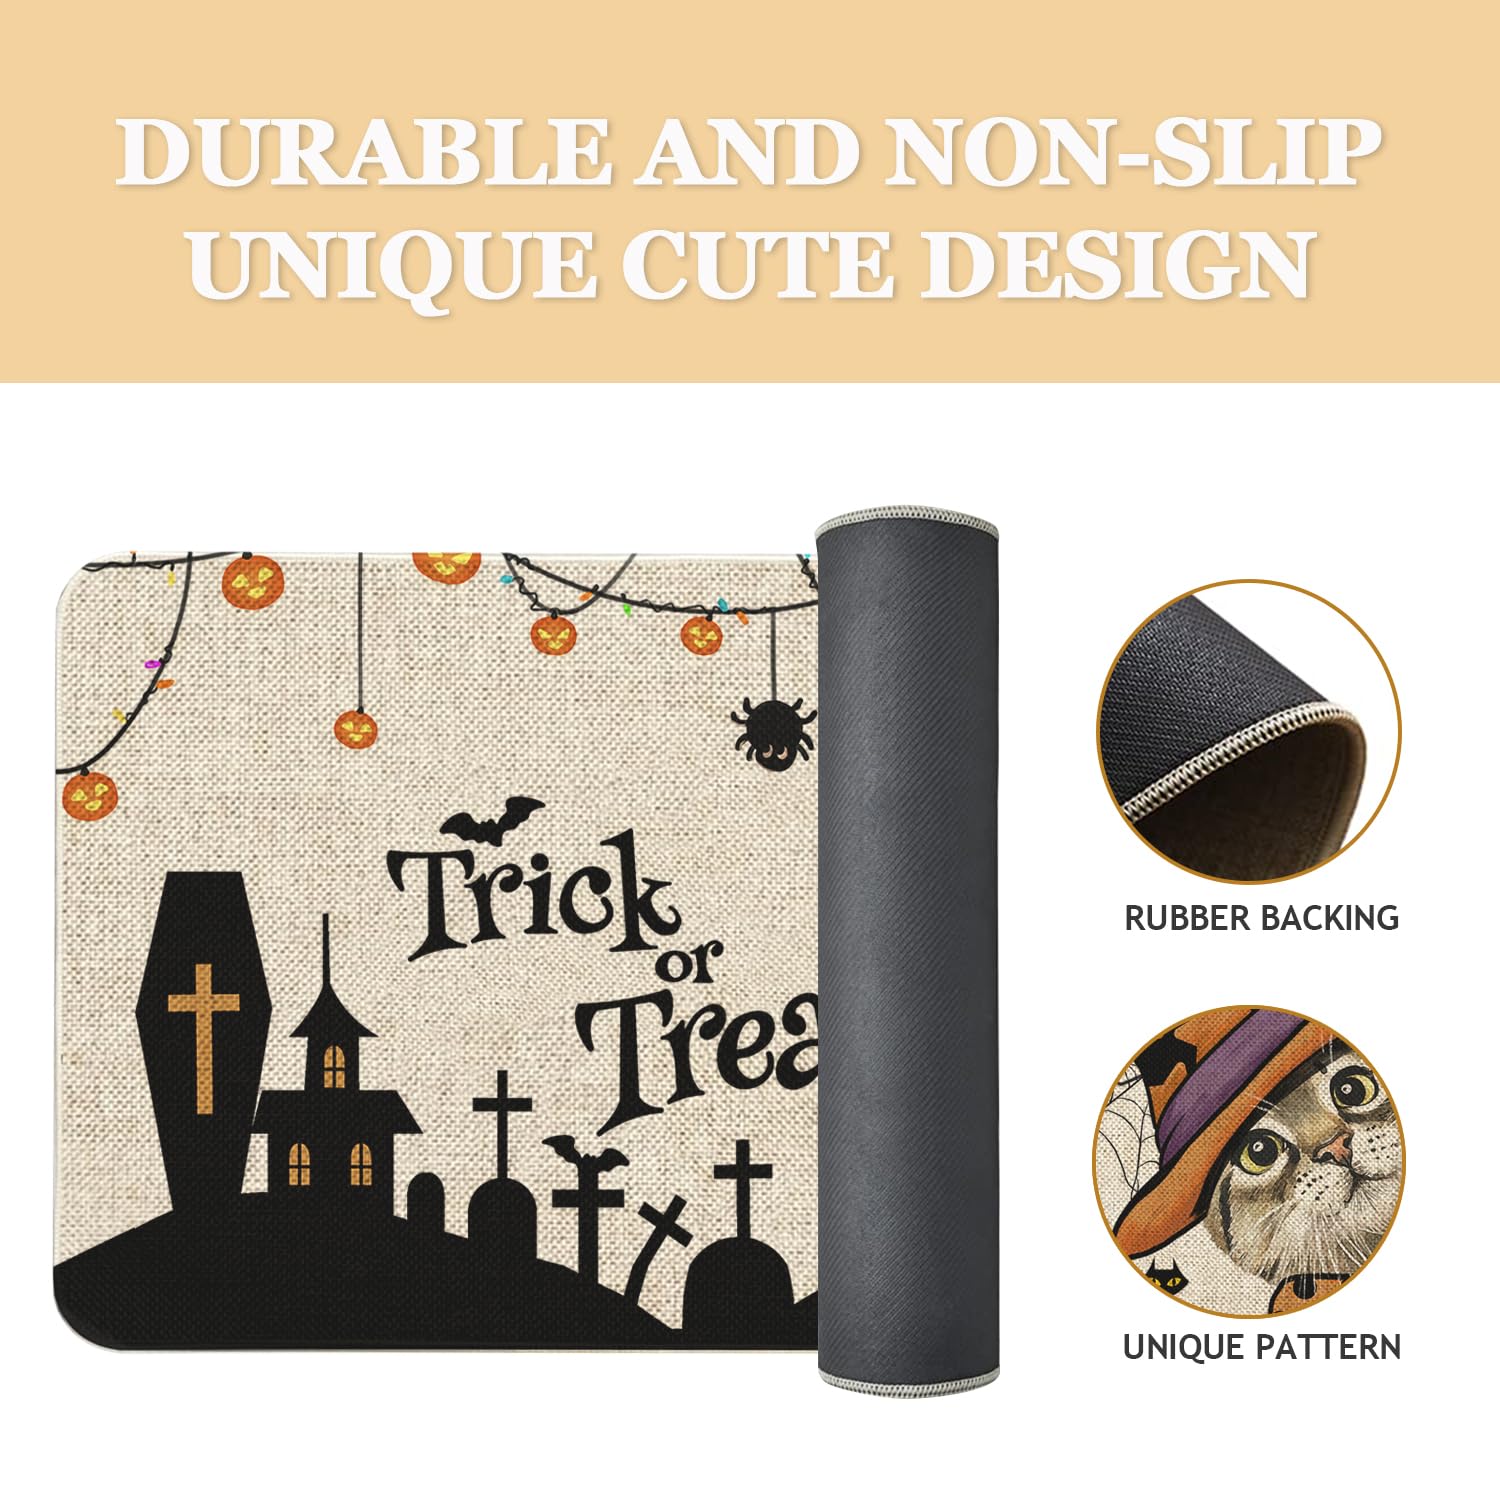 DURABLE AND NON-SLIP
UNIQUE CUTE DESIGN
Trick
or
Trea
RUBBER BACKING
UNIQUE PATTERN